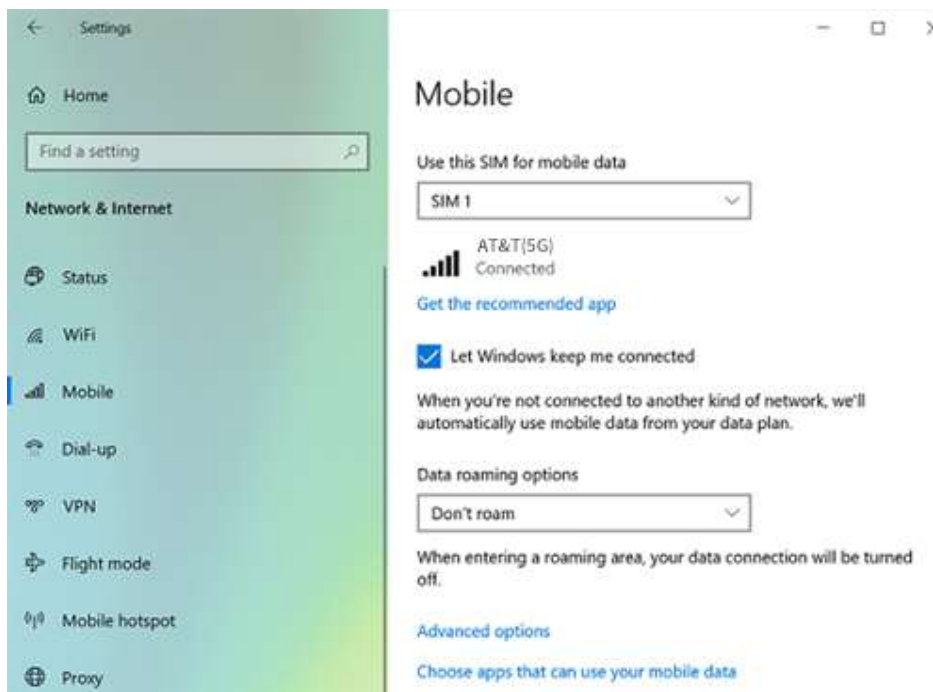 Settings
Home
Find a setting
Network & Internet
Status
WiFi
Mobile
Dial-up
VPN
Flight mode
Mobile hotspot
Proxy
Mobile
Use this SIM for mobile data
SIM 1
AT&T(5G)
Connected
Get the recommended app
Let Windows keep me connected
When you're not connected to another kind of network, we'll
automatically use mobile data from your data plan.
Data roaming options
Don't roam
When entering a roaming area, your data connection will be turned
off.
Advanced options
Choose apps that can use your mobile data